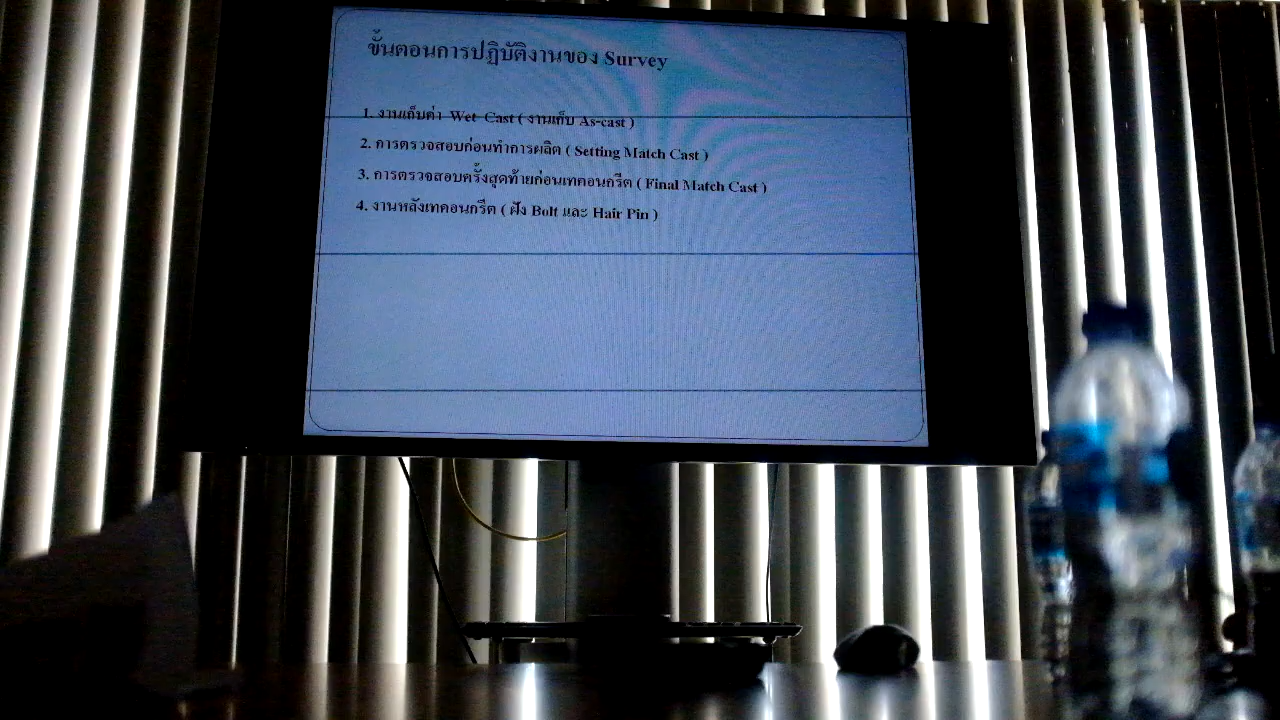 ขั้นตอนการปฏิบัติงานของ Survey
1. งานเก็บค่า Wet Cast ( งานเก็บ As-cast )
2. การตรวจสอบก่อนทำการผลิต ( Setting Match Cast )
3. การตรวจสอบครั้งสุดท้ายก่อนเทคอนกรีต ( Final Match Cast )
4. งานหลังเทคอนกรีต ( ฝัง Bolt และ Hair Pin )